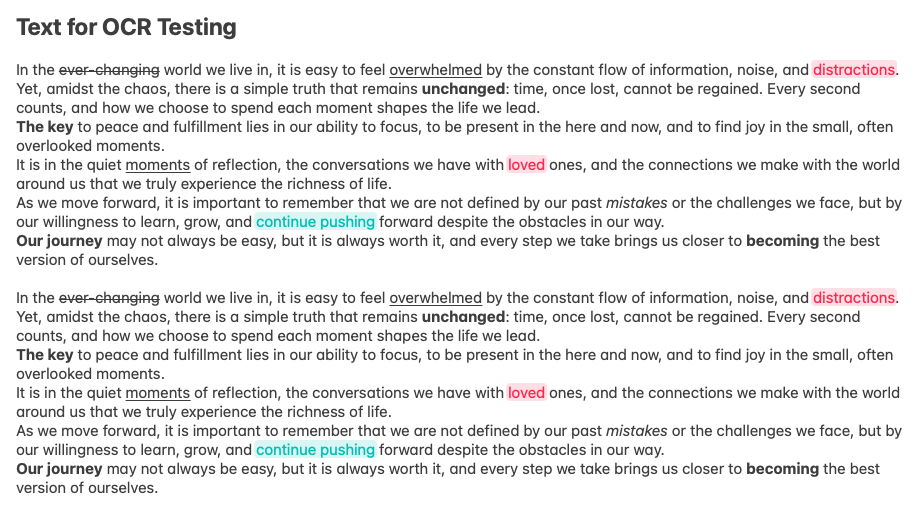 Text for OCR Testing
In the ever-changing world we live in, it is easy to feel overwhelmed by the constant flow of information, noise, and distractions.
Yet, amidst the chaos, there is a simple truth that remains unchanged: time, once lost, cannot be regained. Every second
counts, and how we choose to spend each moment shapes the life we lead.
The key to peace and fulfillment lies in our ability to focus, to be present in the here and now, and to find joy in the small, often
overlooked moments.
It is in the quiet moments of reflection, the conversations we have with loved ones, and the connections we make with the world
around us that we truly experience the richness of life.
As we move forward, it is important to remember that we are not defined by our past mistakes or the challenges we face, but by
our willingness to learn, grow, and continue pushing forward despite the obstacles in our way.
Our journey may not always be easy, but it is always worth it, and every step we take brings us closer to becoming the best
version of ourselves.
In the ever-changing world we live in, it is easy to feel overwhelmed by the constant flow of information, noise, and distractions.
Yet, amidst the chaos, there is a simple truth that remains unchanged: time, once lost, cannot be regained. Every second
counts, and how we choose to spend each moment shapes the life we lead.
The key to peace and fulfillment lies in our ability to focus, to be present in the here and now, and to find joy in the small, often
overlooked moments.
It is in the quiet moments of reflection, the conversations we have with loved ones, and the connections we make with the world
around us that we truly experience the richness of life.
As we move forward, it is important to remember that we are not defined by our past mistakes or the challenges we face, but by
our willingness to learn, grow, and continue pushing forward despite the obstacles in our way.
Our journey may not always be easy, but it is always worth it, and every step we take brings us closer to becoming the best
version of ourselves.